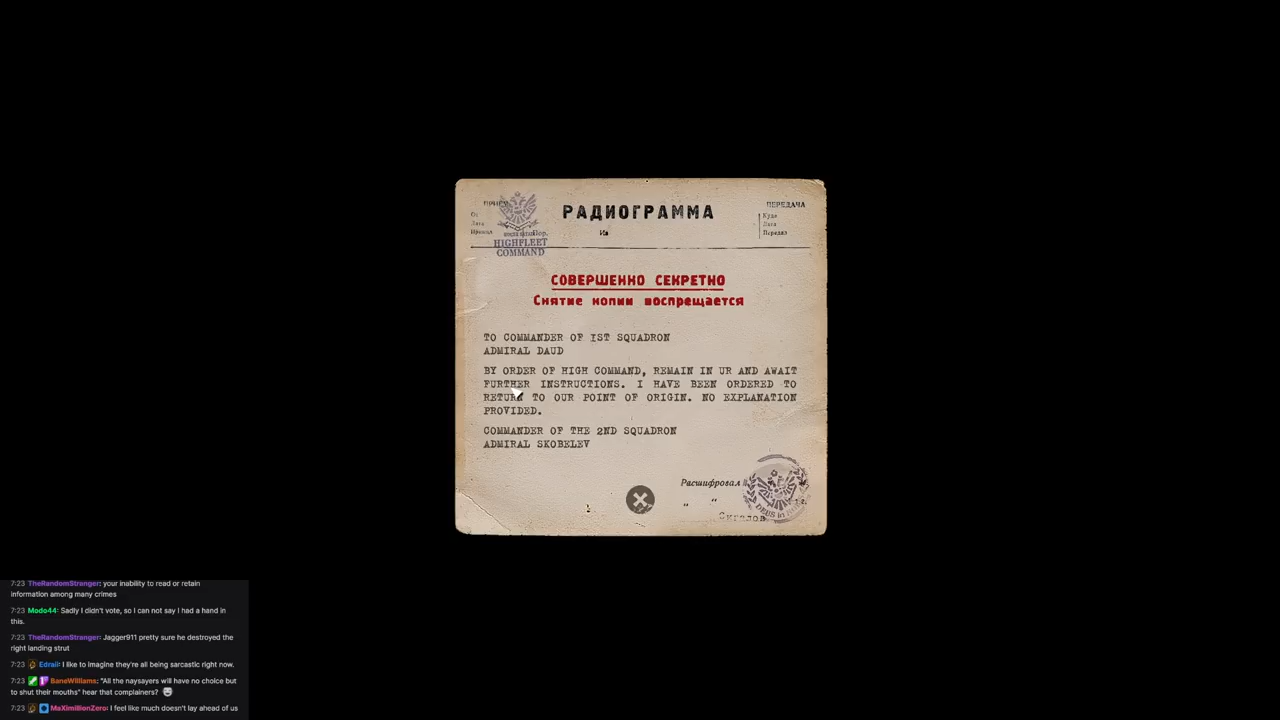 РАДИОГРАММА
ПЕРЕДАЧА
Куда
Дата
Передал
HIGHFLEET
COMMAND
СОВЕРШЕННО СЕКРЕТНО
Снятие копии воспрещается
TO COMMANDER OF 1ST SQUADRON
ADMIRAL DAUD
BY ORDER OF HIGH COMMAND, REMAIN IN UR AND AWAIT
FURTHER INSTRUCTIONS. I HAVE BEEN ORDERED TO
RETURN TO OUR POINT OF ORIGIN. NO EXPLANATION
PROVIDED.
COMMANDER OF THE 2ND SQUADRON
ADMIRAL SKOBELEV
Расшифровал
7:23 TheRandomStranger: your inability to read or retain
information among many crimes
7:23 Modo44: Sadly I didn't vote, so I can not say I had a hand in
this.
7:23 TheRandomStranger: Jagger911 pretty sure he destroyed the
right landing strut
7:23 Edrail: I like to imagine they're all being sarcastic right now.
7:23 BaneWilliams: "All the naysayers will have no choice but
to shut their mouths" hear that complainers?
7:23 MaXimillionZero: I feel like much doesn't lay ahead of us